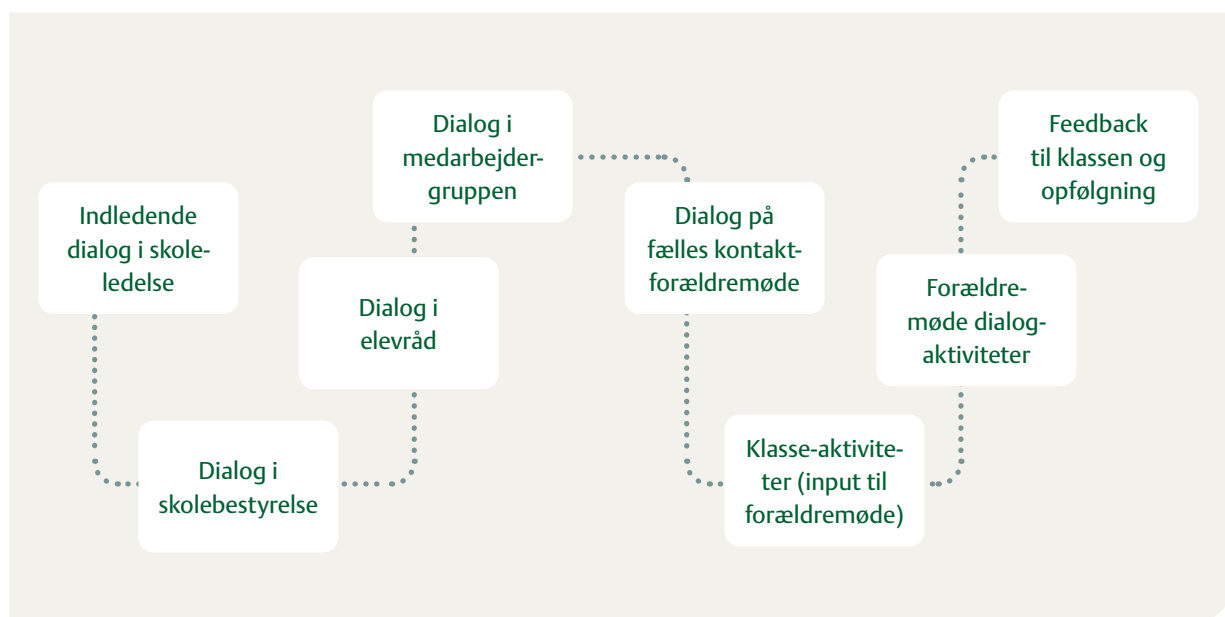 Indledende
dialog i skole-
ledelse
Dialog i
skolebestyrelse
Dialog i
elevråd
Dialog i
medarbejder-
gruppen
Dialog på
fælles kontakt-
forældremøde
Klasse-aktivite-
ter (input til
forældremøde)
Forældre-
møde dialog-
aktiviteter
Feedback
til klassen og
opfølgning